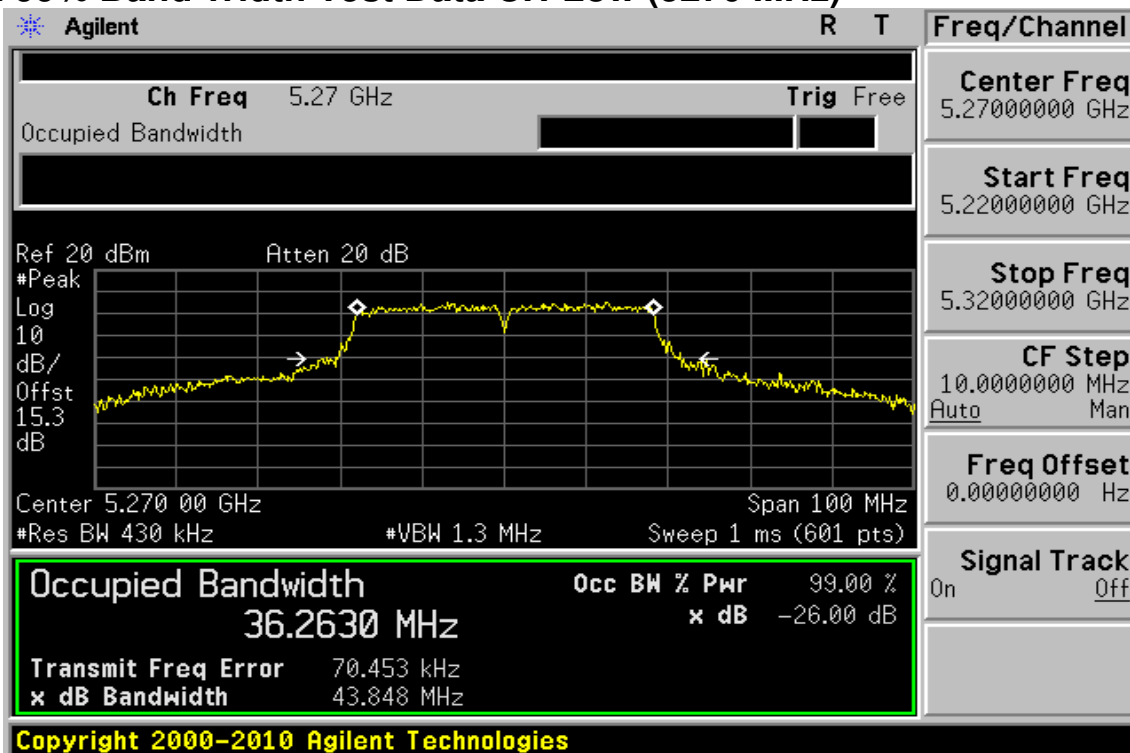 Agilent R T Freq/Channel
Ch Freq 5.27 GHz Trig Free
Occupied Bandwidth
Center Freq
5.27000000 GHz
Start Freq
5.22000000 GHz
Stop Freq
5.32000000 GHz
CF Step
10.0000000 MHz
Auto Man
Freq Offset
0.00000000 Hz
Signal Track
On Off
Ref 20 dBm Atten 20 dB
#Peak
Log
10
dB/
Offst
15.3
dB
Center 5.270 00 GHz Span 100 MHz
#Res BW 430 kHz #VBW 1.3 MHz Sweep 1 ms (601 pts)
Occupied Bandwidth
36.2630 MHz
Occ BW % Pwr 99.00 %
x dB -26.00 dB
Transmit Freq Error 70.453 kHz
x dB Bandwidth 43.848 MHz
Copyright 2000-2010 Agilent Technologies